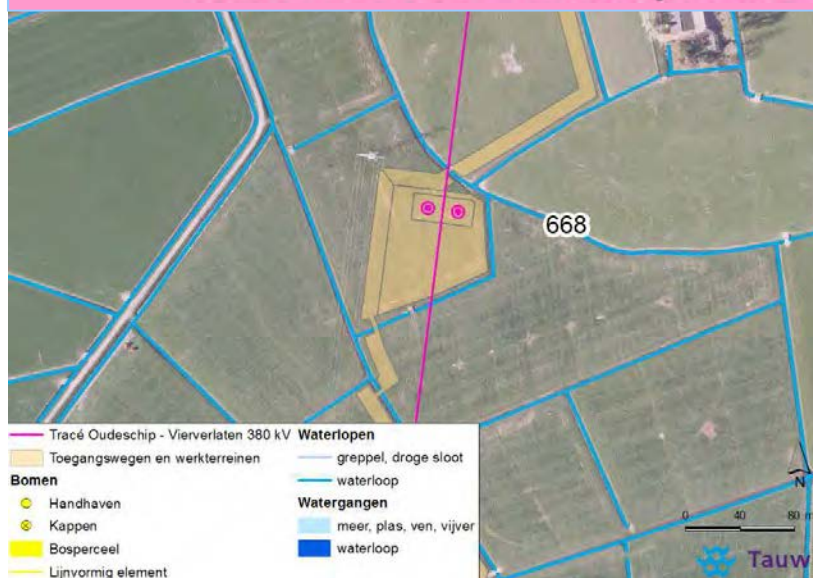 668
Tracé Oudeschip - Vierverlaten 380 kV
Toegangswegen en werkterreinen
Bomen
Handhaven
Kappen
Bosperceel
Lijnvormig element
Waterlopen
greppel, droge sloot
waterloop
Watergangen
meer, plas, ven, vijver
waterloop
N
0 40 80 m
Tauw